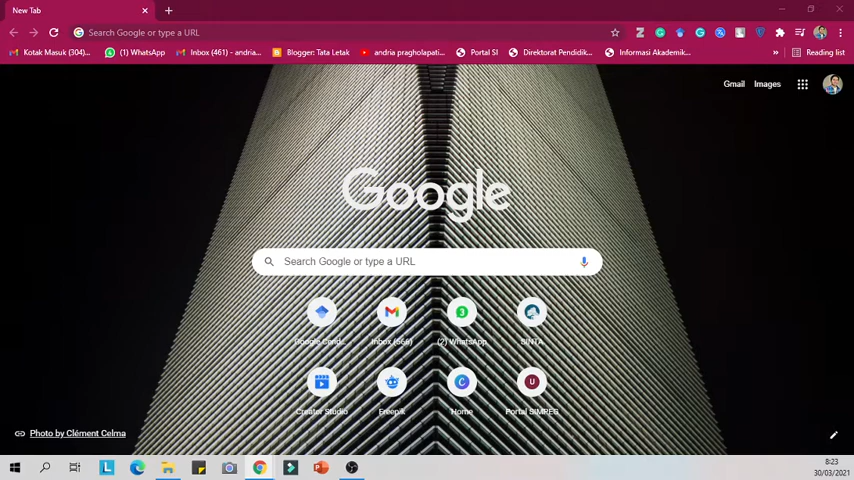 New Tab
Search Google or type a URL
Kotak Masuk (304)...
(1) WhatsApp
Inbox (461) - andria...
Blogger: Tata Letak
andria pragholapati...
Portal SI
Direktorat Pendidik...
Informasi Akademik...
»
Reading list
Gmail
Images
Google
Search Google or type a URL
Inbox (666)
(2) WhatsApp
SINTA
Creator Studio
Freepik
Home
Portal SIMPEG
Photo by Clément Celma
8:23
30/03/2021